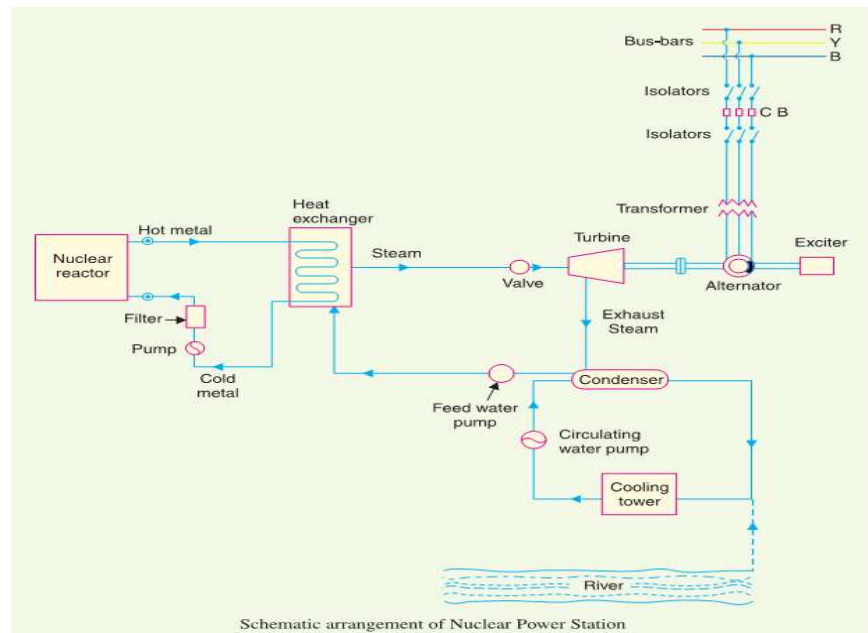 R
Bus-bars
Y
B
Isolators
C B
Isolators
Heat
exchanger
Transformer
Hot metal
Turbine
Exciter
Nuclear
reactor
Steam
Valve
Alternator
Filter
Exhaust
Steam
Pump
Cold
metal
Condenser
Feed water
pump
Circulating
water pump
Cooling
tower
River
Schematic arrangement of Nuclear Power Station